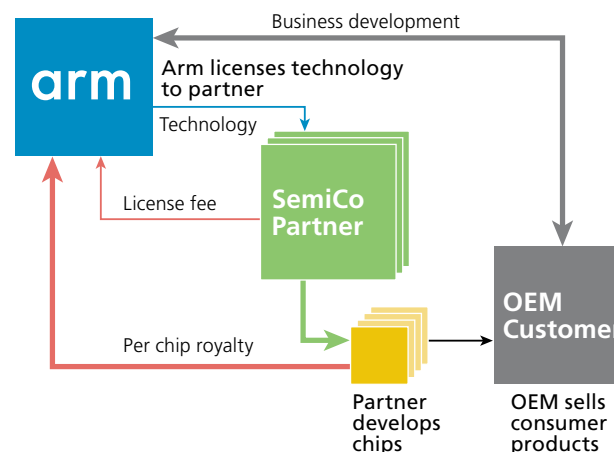 Business development
arm
Arm licenses technology
to partner
Technology
SemiCo
Partner
License fee
OEM
Customer
Per chip royalty
Partner
develops
chips
OEM sells
consumer
products